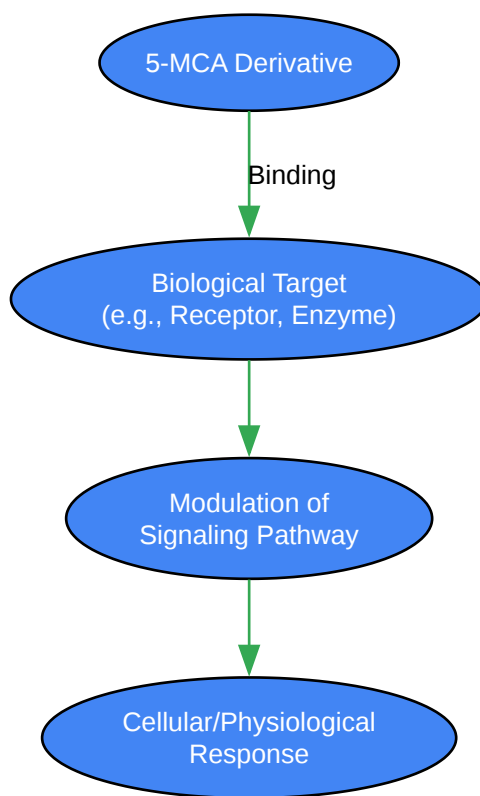 5-MCA Derivative
Binding
Biological Target
(e.g., Receptor, Enzyme)
Modulation of
Signaling Pathway
Cellular/Physiological
Response